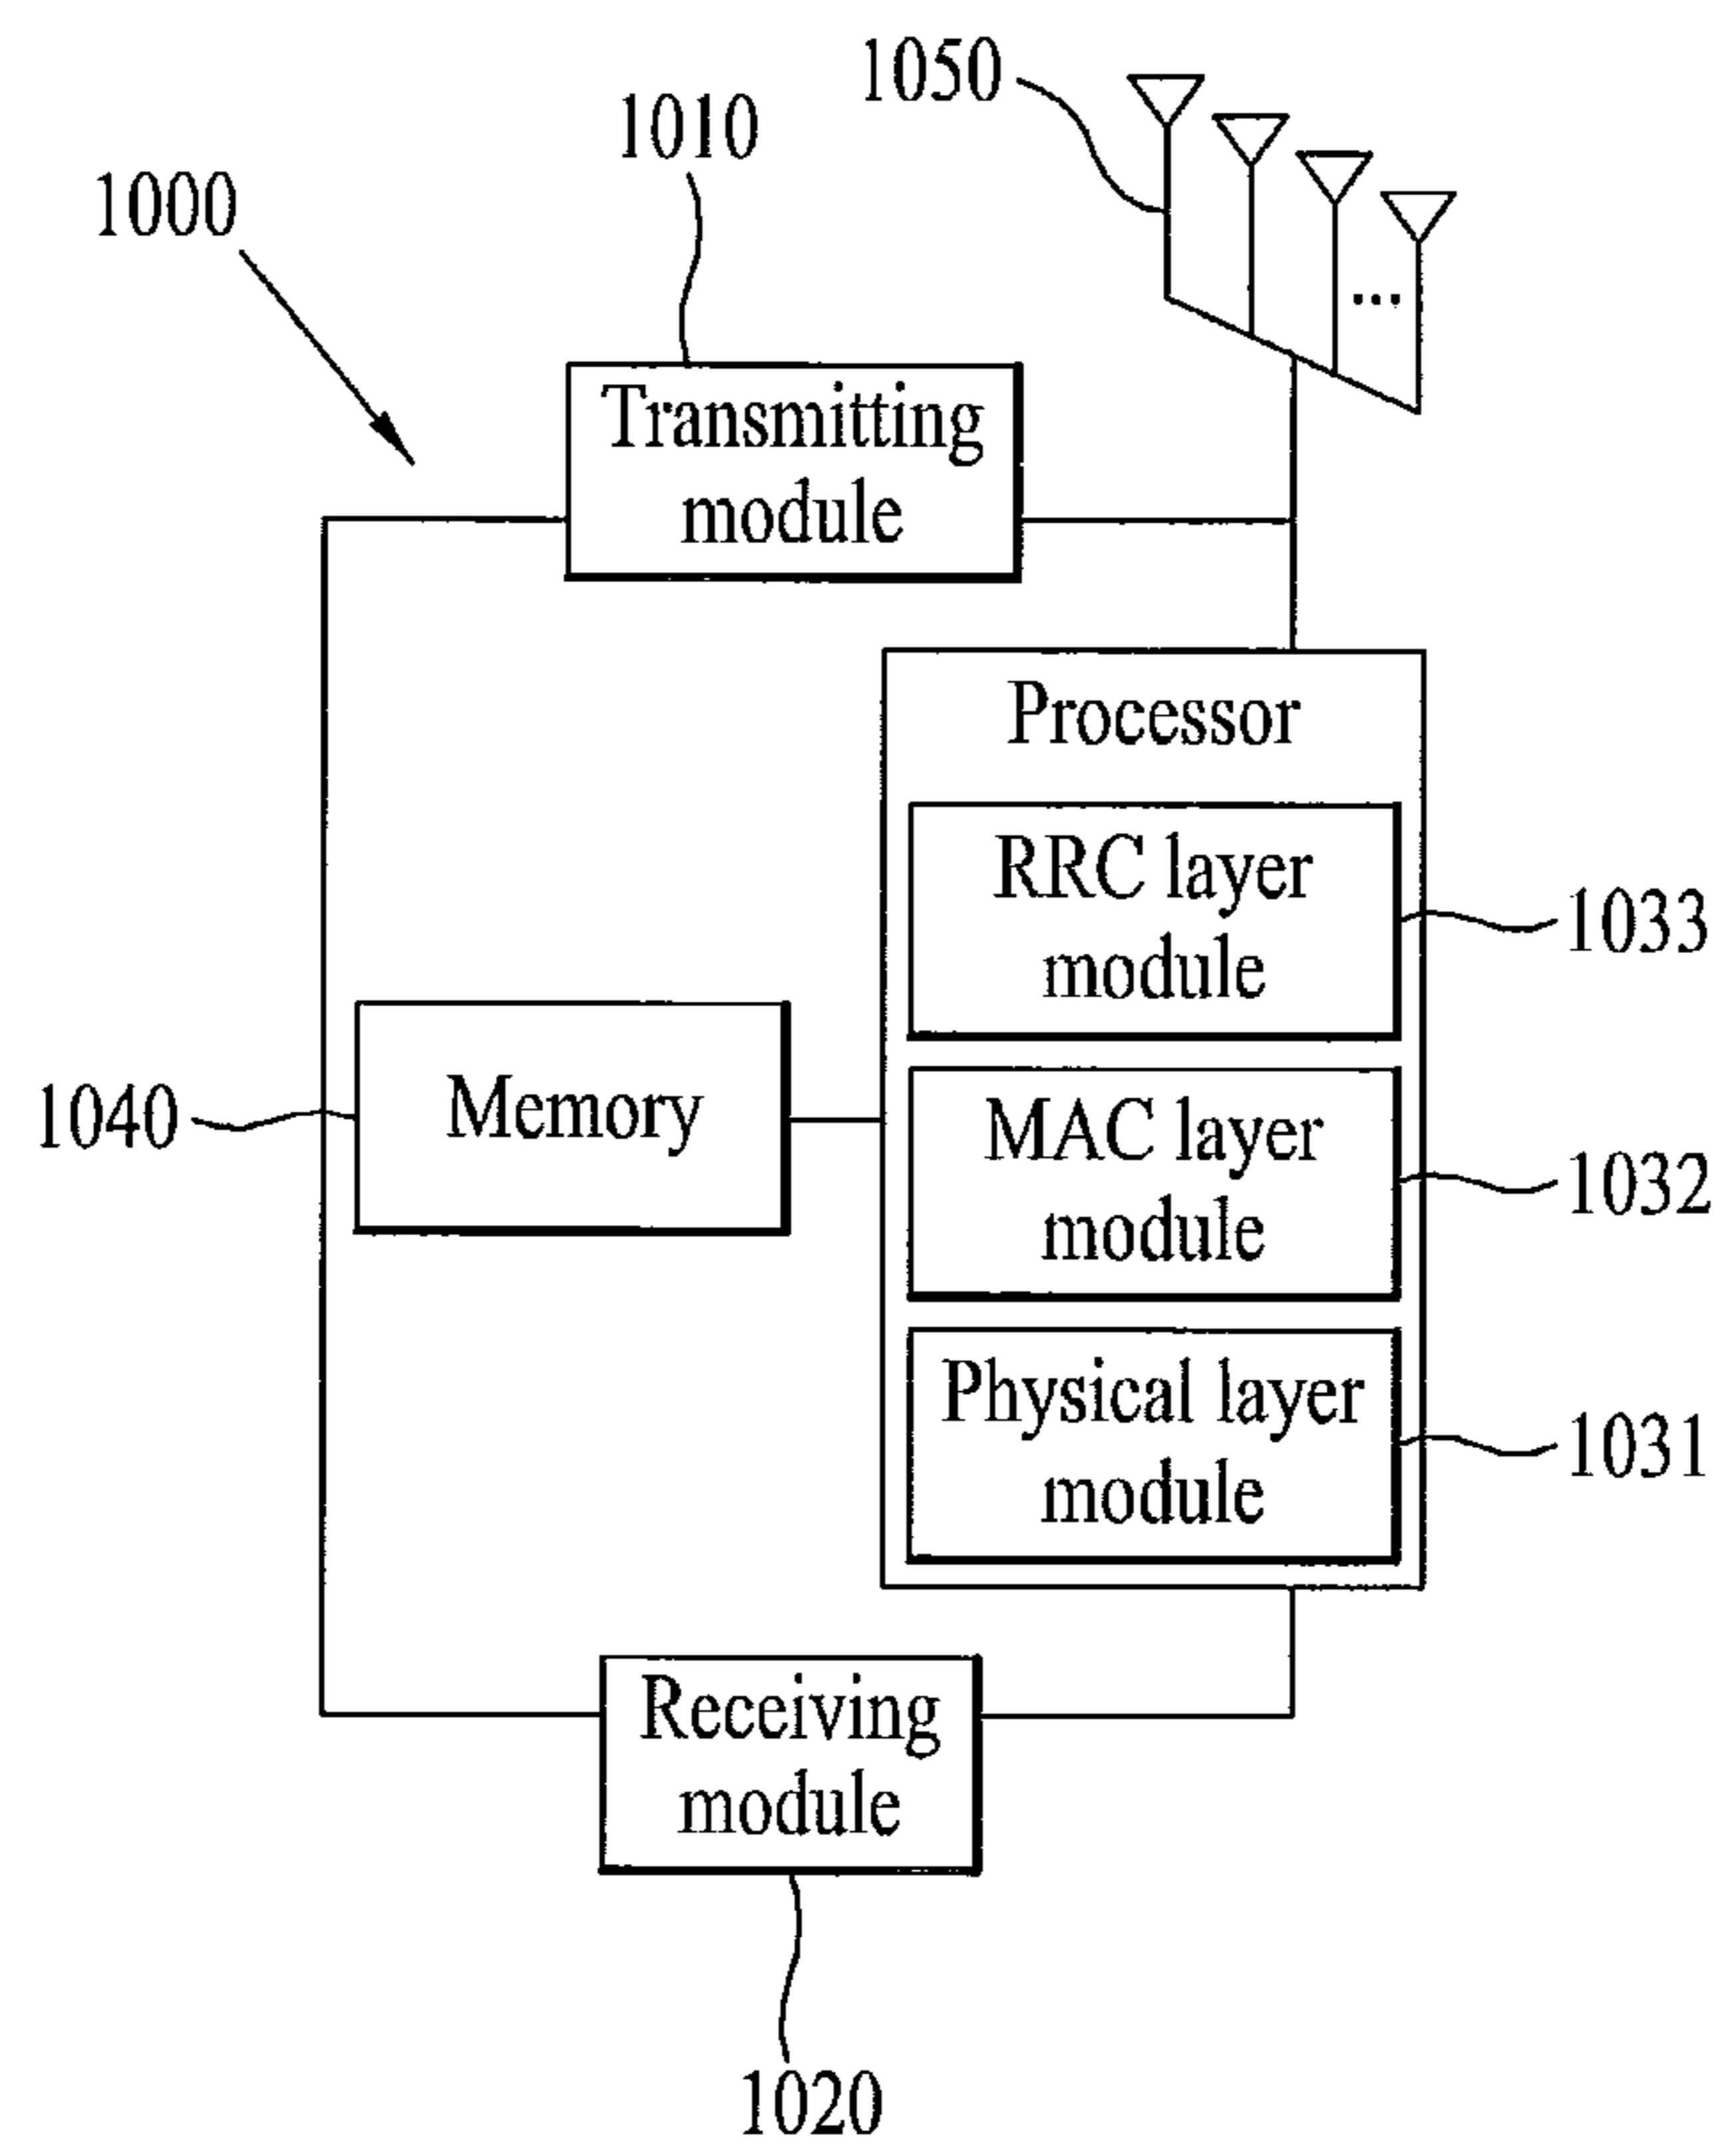 1050
1010
1000
...
Transmitting
module
Processor
RRC layer
module
1033
Memory
1040
MAC layer
module
1032
Physical layer
module
1031
Receiving
module
1020